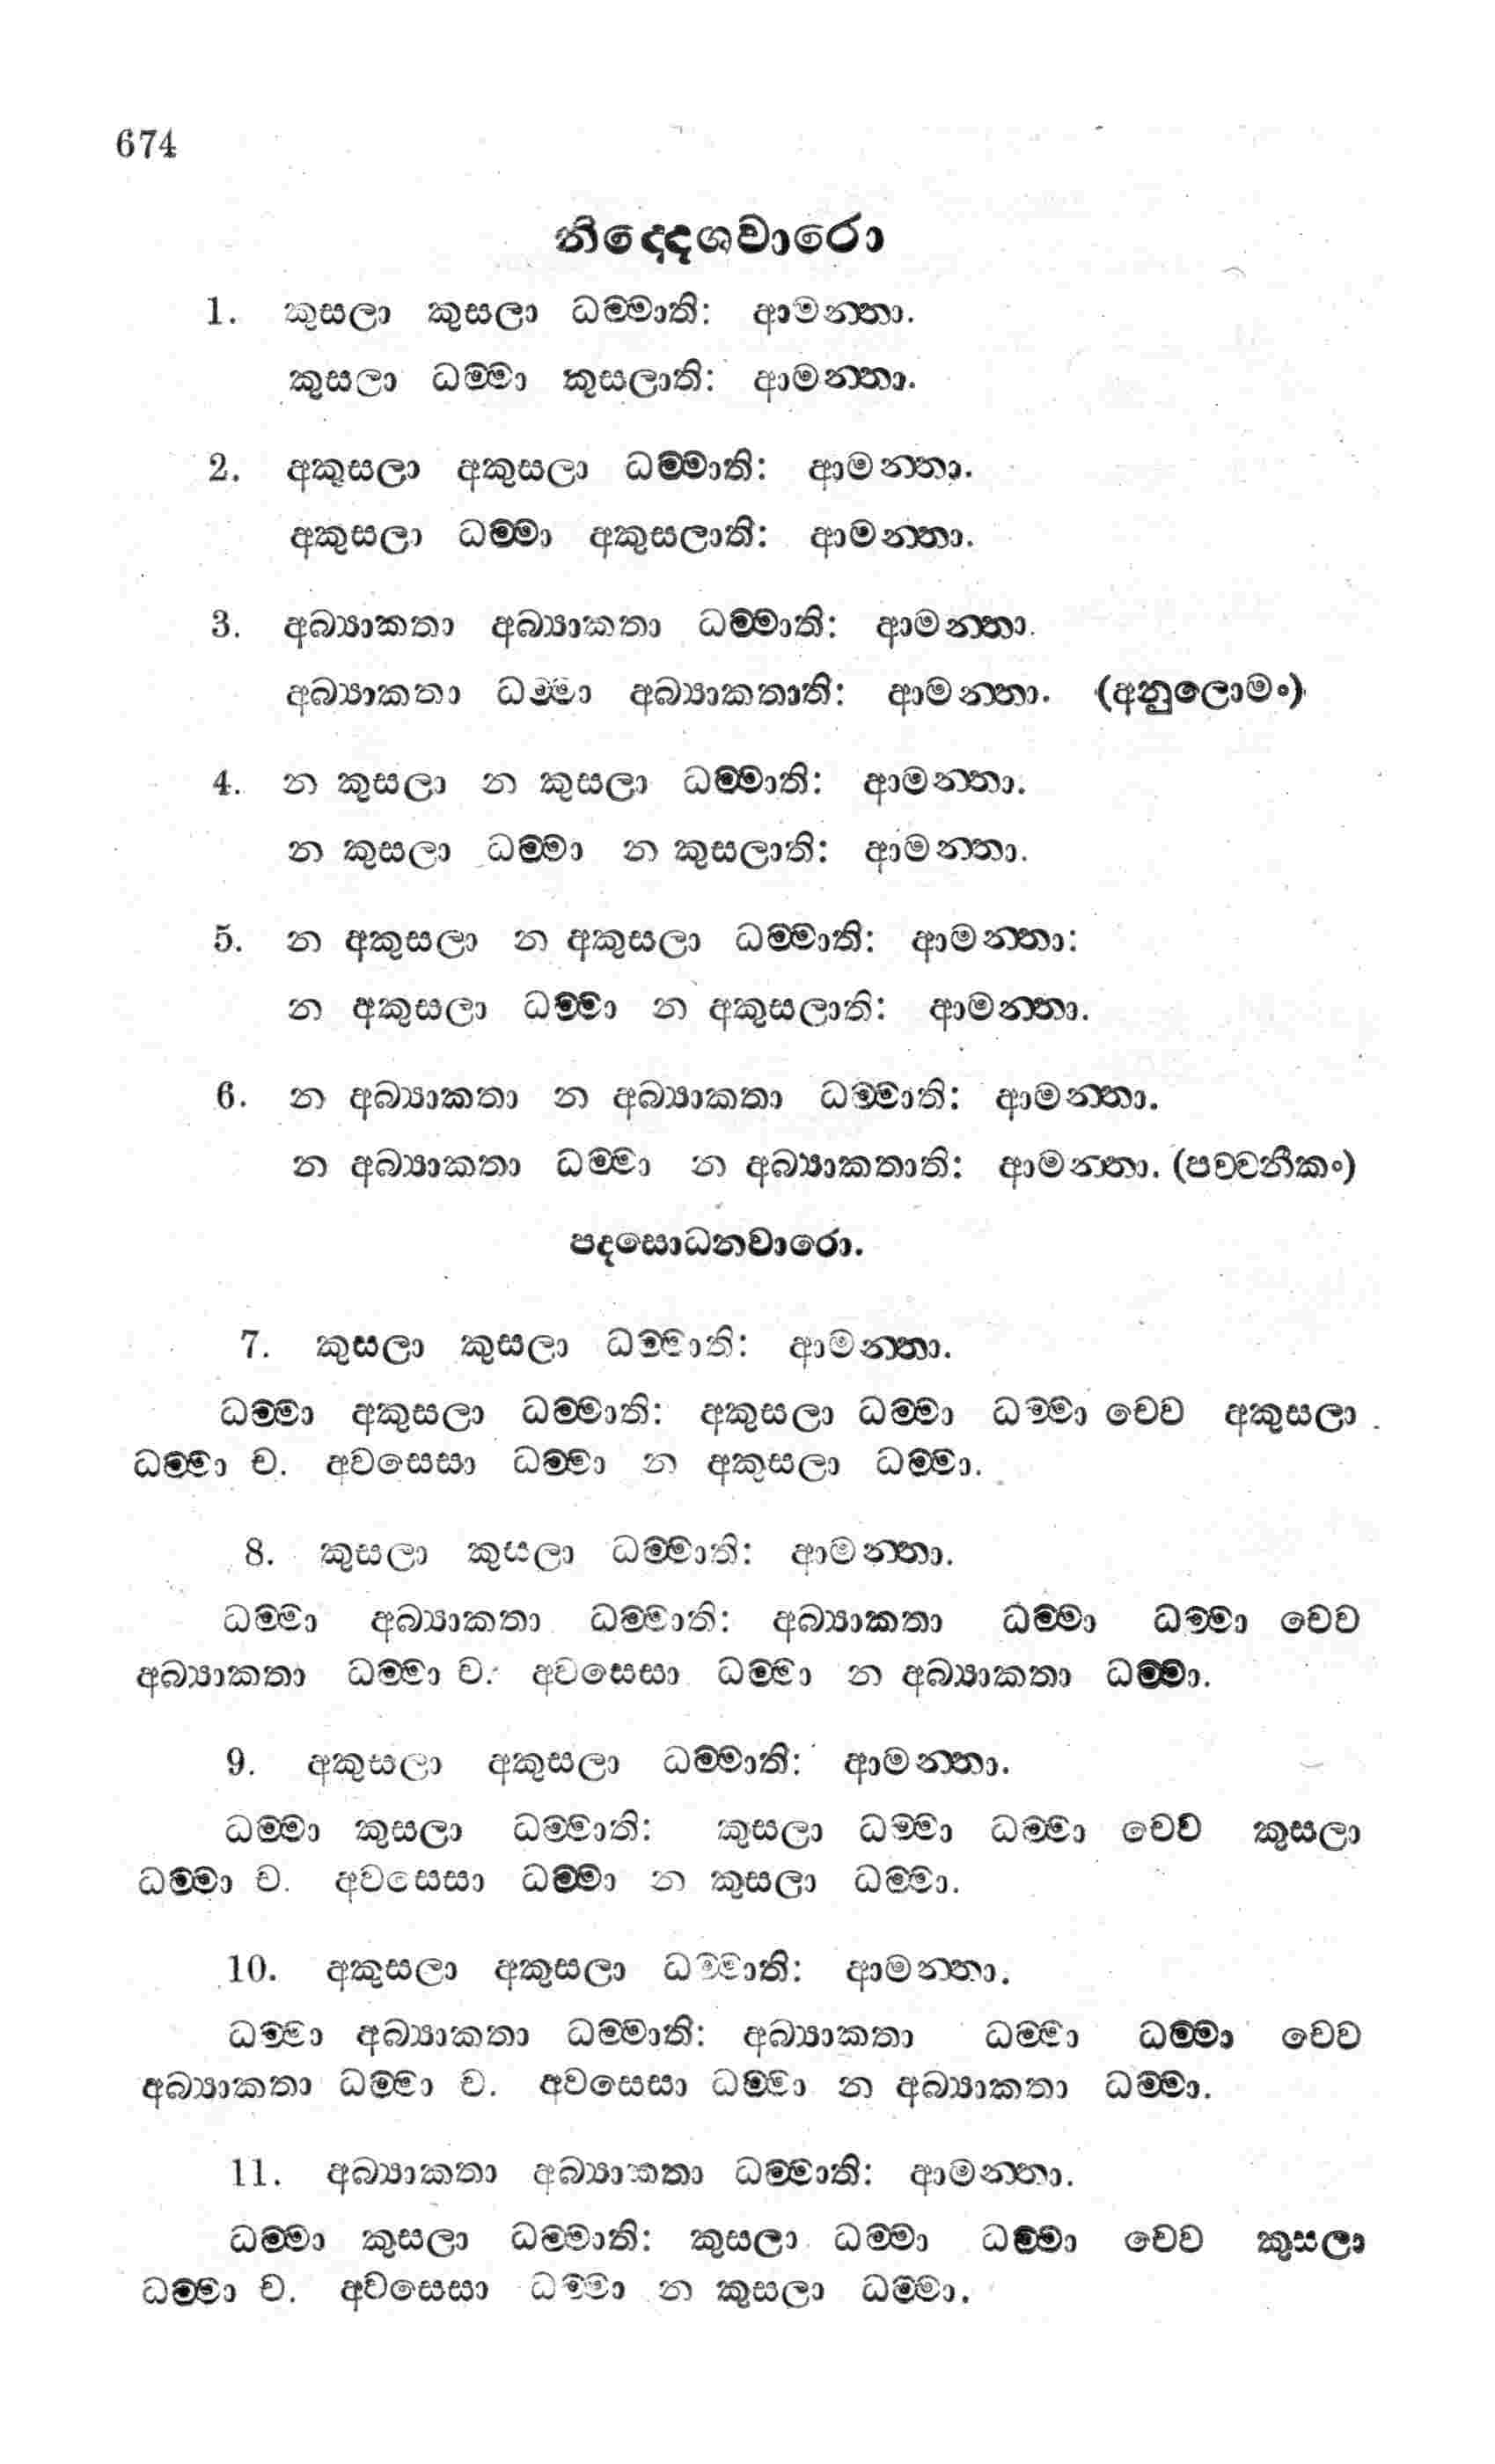 674
නිද්දෙශවාරො
1. කුසලා කුසලා ධම්මාති: ආමන්තා.
කුසලා ධම්මා කුසලාති: ආමන්තා.
2. අකුසලා අකුසලා ධම්මාති: ආමන්තා.
අකුසලා ධම්මා අකුසලාති: ආමන්තා.
3. අබ්‍යාකතා අබ්‍යාකතා ධම්මාති: ආමන්තා.
අබ්‍යාකතා ධම්මා අබ්‍යාකතාති: ආමන්තා. (අනුලොමං)
4. න කුසලා න කුසලා ධම්මාති: ආමන්තා.
න කුසලා ධම්මා න කුසලාති: ආමන්තා.
5. න අකුසලා න අකුසලා ධම්මාති: ආමන්තා:
න අකුසලා ධම්මා න අකුසලාති: ආමන්තා.
6. න අබ්‍යාකතා න අබ්‍යාකතා ධම්මාති: ආමන්තා.
න අබ්‍යාකතා ධම්මා න අබ්‍යාකතාති: ආමන්තා. (පච්චනීකං)
පදසොධනවාරො.
7. කුසලා කුසලා ධම්මාති: ආමන්තා.
ධම්මා අකුසලා ධම්මාති: අකුසලා ධම්මා ධම්මා චෙව අකුසලා
ධම්මා ච. අවසෙසා ධම්මා න අකුසලා ධම්මා.
8. කුසලා කුසලා ධම්මාති: ආමන්තා.
ධම්මා අබ්‍යාකතා ධම්මාති: අබ්‍යාකතා ධම්මා ධම්මා චෙව
අබ්‍යාකතා ධම්මා ච. අවසෙසා ධම්මා න අබ්‍යාකතා ධම්මා.
9. අකුසලා අකුසලා ධම්මාති: ආමන්තා.
ධම්මා කුසලා ධම්මාති: කුසලා ධම්මා ධම්මා චෙව කුසලා
ධම්මා ච. අවසෙසා ධම්මා න කුසලා ධම්මා.
10. අකුසලා අකුසලා ධම්මාති: ආමන්තා.
ධම්මා අබ්‍යාකතා ධම්මාති: අබ්‍යාකතා ධම්මා ධම්මා චෙව
අබ්‍යාකතා ධම්මා ච. අවසෙසා ධම්මා න අබ්‍යාකතා ධම්මා.
11. අබ්‍යාකතා අබ්‍යාකතා ධම්මාති: ආමන්තා.
ධම්මා කුසලා ධම්මාති: කුසලා ධම්මා ධම්මා චෙව කුසලා
ධම්මා ච. අවසෙසා ධම්මා න කුසලා ධම්මා.